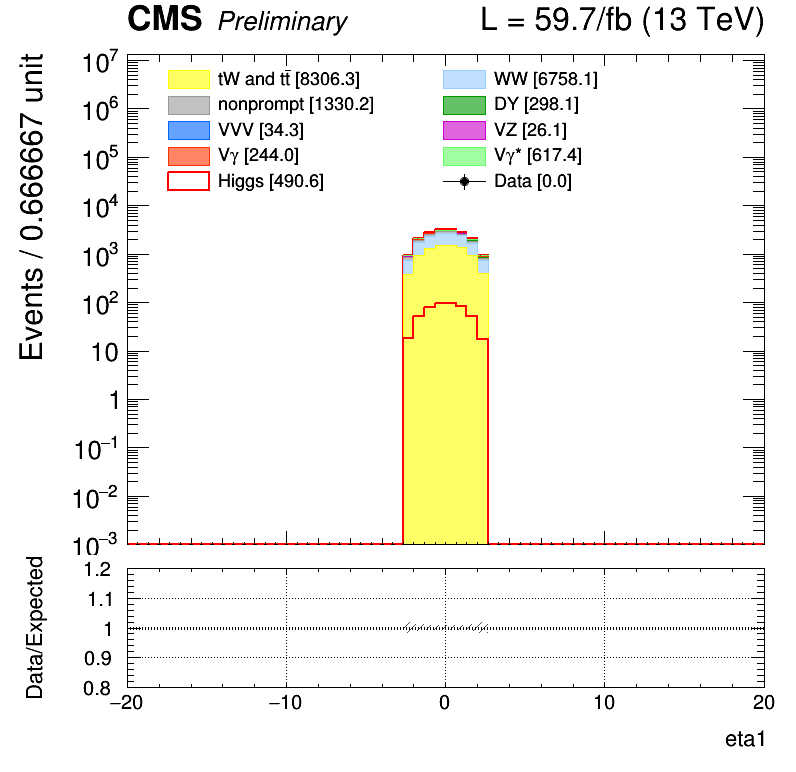 CMS Preliminary L = 59.7/fb (13 TeV)
Events / 0.666667 unit
10⁷
10⁶
10⁵
10⁴
10³
10²
10
1
10⁻¹
10⁻²
10⁻³
tW and tt̄ [8306.3] WW [6758.1]
nonprompt [1330.2] DY [298.1]
VVV [34.3] VZ [26.1]
Vγ [244.0] Vγ* [617.4]
Higgs [490.6] Data [0.0]
Data/Expected
1.2
1.1
1
0.9
0.8
−20 −10 0 10 20
eta1